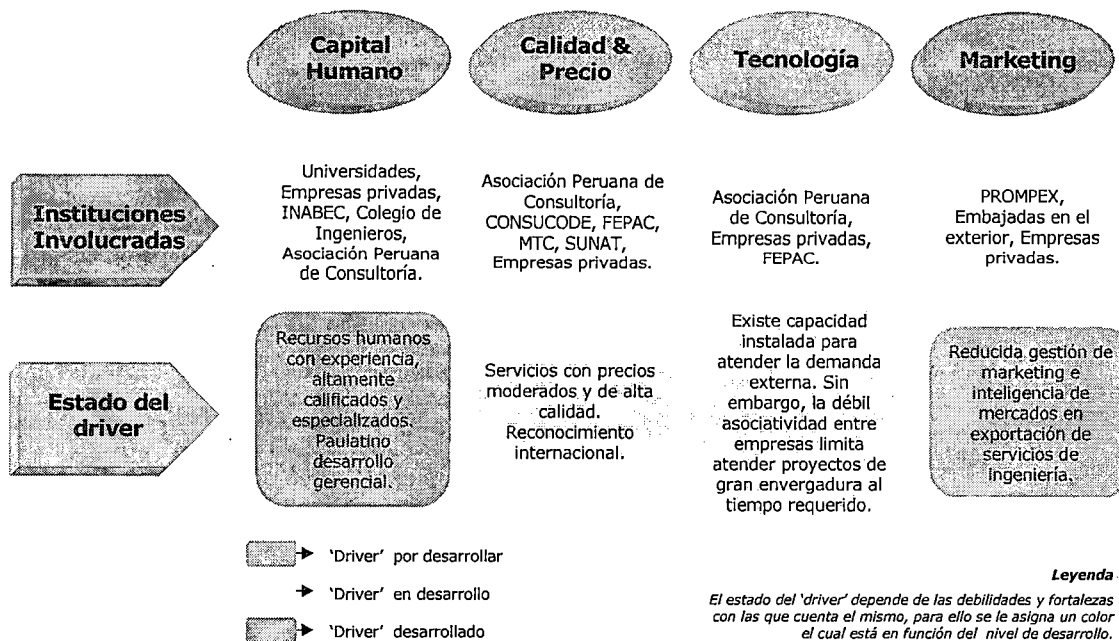 Capital
Humano
Calidad &
Precio
Tecnología
Marketing
Instituciones
Involucradas
Universidades,
Empresas privadas,
INABEC, Colegio de
Ingenieros,
Asociación Peruana
de Consultoría.
Asociación Peruana de
Consultoría,
CONSUCODE, FEPAC,
MTC, SUNAT,
Empresas privadas.
Asociación Peruana
de Consultoría,
Empresas privadas,
FEPAC.
PROMPEX,
Embajadas en el
exterior, Empresas
privadas.
Estado del
driver
Recursos humanos
con experiencia,
altamente
calificados y
especializados.
Paulatino
desarrollo
gerencial.
Servicios con precios
moderados y de alta
calidad.
Reconocimiento
internacional.
Existe capacidad
instalada para
atender la demanda
externa. Sin
embargo, la débil
asociatividad entre
empresas limita
atender proyectos de
gran envergadura al
tiempo requerido.
Reducida gestión de
marketing e
inteligencia de
mercados en
exportación de
servicios de
ingeniería.
'Driver' por desarrollar
'Driver' en desarrollo
'Driver' desarrollado
Leyenda
El estado del 'driver' depende de las debilidades y fortalezas
con las que cuenta el mismo, para ello se le asigna un color,
el cual está en función del nivel de desarrollo.